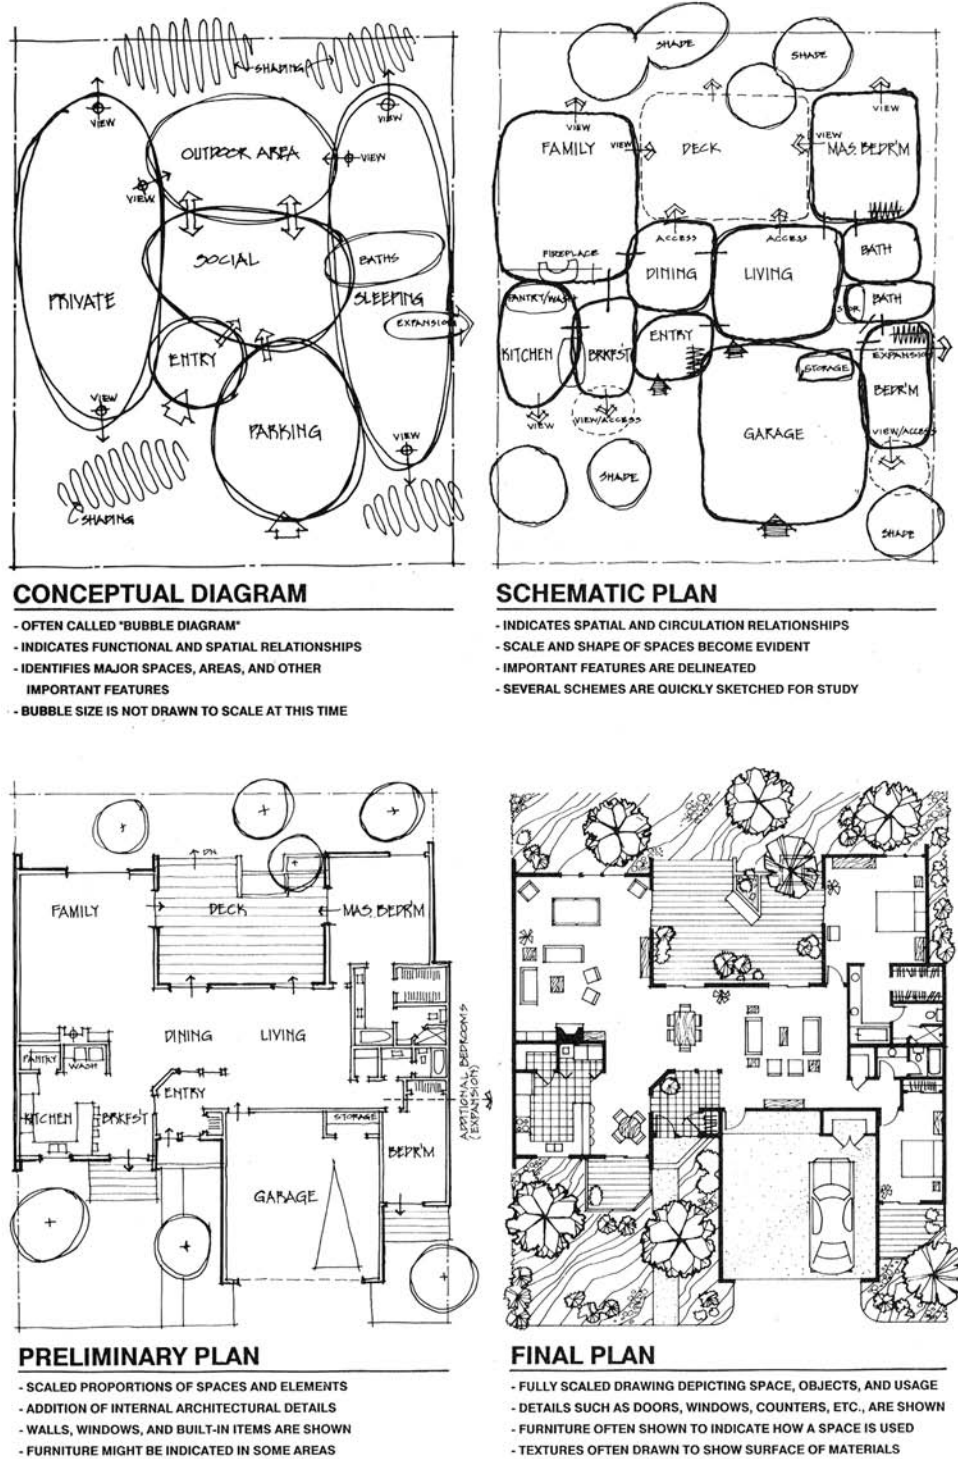 SHADING
VIEW
VIEW
OUTDOOR AREA
VIEW
VIEW
SOCIAL
BATHS
PRIVATE
SLEEPING
EXPANSION
ENTRY
VIEW
PARKING
VIEW
SHADING
CONCEPTUAL DIAGRAM
- OFTEN CALLED "BUBBLE DIAGRAM"
- INDICATES FUNCTIONAL AND SPATIAL RELATIONSHIPS
- IDENTIFIES MAJOR SPACES, AREAS, AND OTHER
IMPORTANT FEATURES
- BUBBLE SIZE IS NOT DRAWN TO SCALE AT THIS TIME
SHADE
SHADE
VIEW
VIEW
FAMILY
VIEW
DECK
VIEW
MAS. BEDR'M
ACCESS
ACCESS
FIREPLACE
BATH
DINING
LIVING
PANTRY/WASH
BATH
STOR
ENTRY
KITCHEN
BRKFS'T
EXPANSION
STORAGE
BEDR'M
VIEW
VIEW/ACCESS
GARAGE
VIEW/ACCESS
SHADE
SHADE
SCHEMATIC PLAN
- INDICATES SPATIAL AND CIRCULATION RELATIONSHIPS
- SCALE AND SHAPE OF SPACES BECOME EVIDENT
- IMPORTANT FEATURES ARE DELINEATED
- SEVERAL SCHEMES ARE QUICKLY SKETCHED FOR STUDY
DN
FAMILY
DECK
MAS. BEDR'M
DINING
LIVING
PANTRY
WASH
ENTRY
KITCHEN
BRKFS'T
STORAGE
BEDR'M
GARAGE
ADDITIONAL BEDROOMS
(EXPANSION)
PRELIMINARY PLAN
- SCALED PROPORTIONS OF SPACES AND ELEMENTS
- ADDITION OF INTERNAL ARCHITECTURAL DETAILS
- WALLS, WINDOWS, AND BUILT-IN ITEMS ARE SHOWN
- FURNITURE MIGHT BE INDICATED IN SOME AREAS
FINAL PLAN
- FULLY SCALED DRAWING DEPICTING SPACE, OBJECTS, AND USAGE
- DETAILS SUCH AS DOORS, WINDOWS, COUNTERS, ETC., ARE SHOWN
- FURNITURE OFTEN SHOWN TO INDICATE HOW A SPACE IS USED
- TEXTURES OFTEN DRAWN TO SHOW SURFACE OF MATERIALS